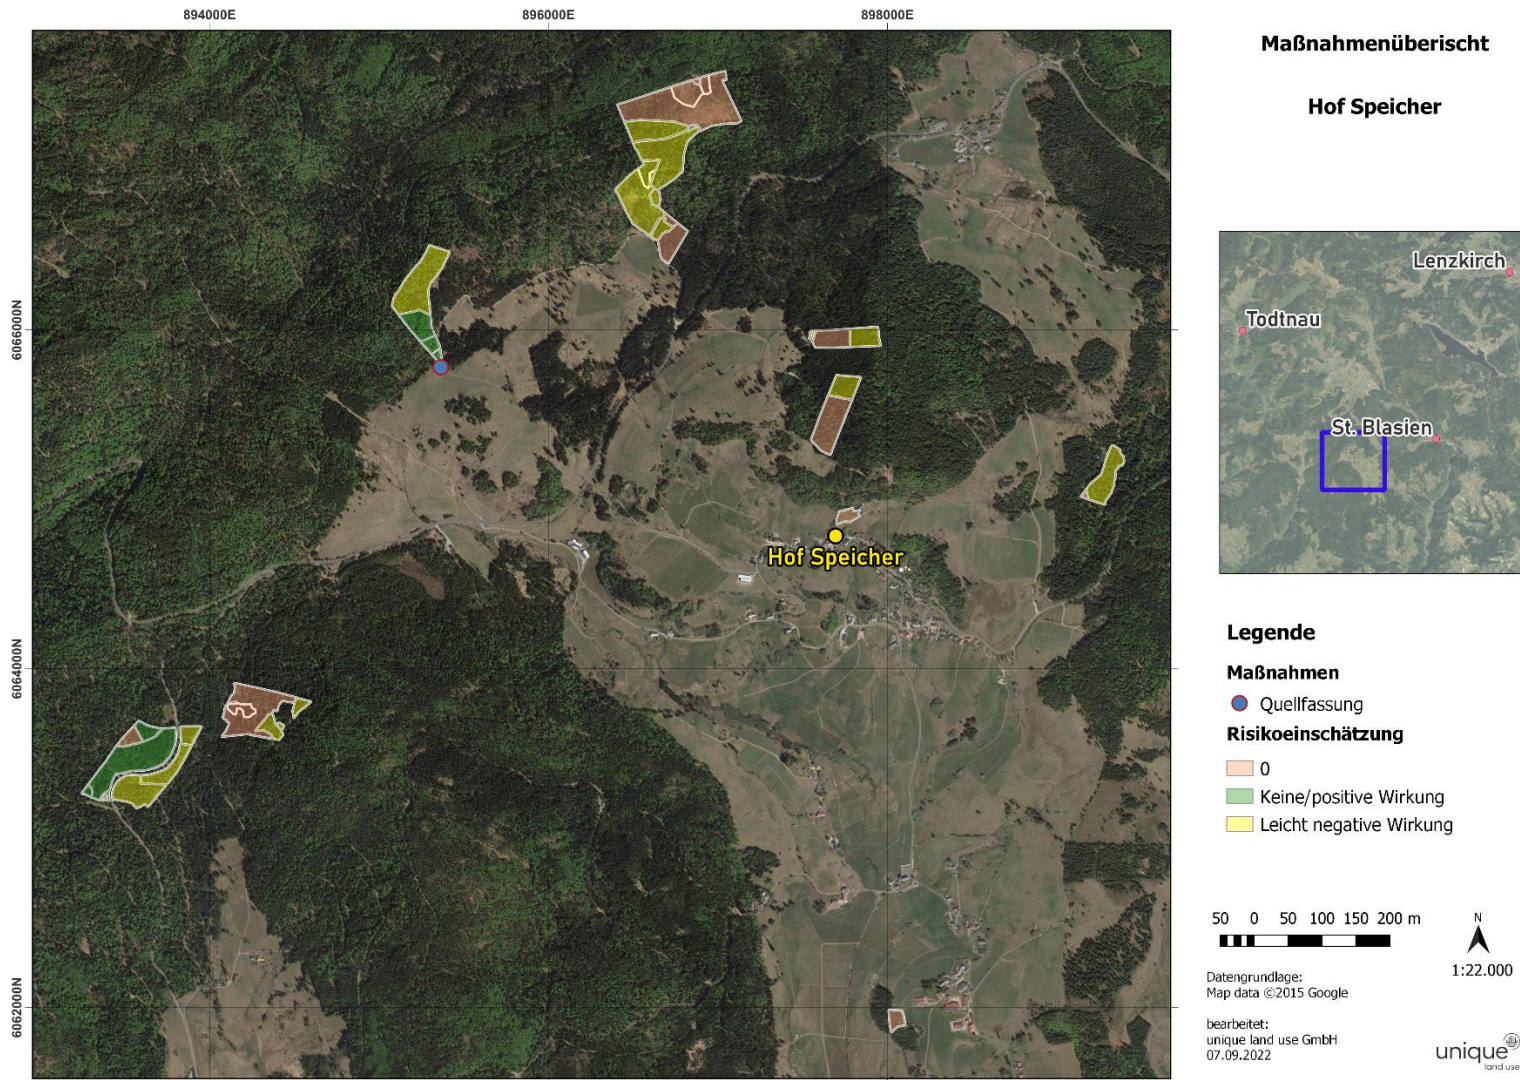 894000E
896000E
898000E
6066000N
6064000N
6062000N
Hof Speicher
Maßnahmenüberischt
Hof Speicher
Lenzkirch
Todtnau
St. Blasien
Legende
Maßnahmen
Quellfassung
Risikoeinschätzung
0
Keine/positive Wirkung
Leicht negative Wirkung
50 0 50 100 150 200 m
N
1:22.000
Datengrundlage:
Map data ©2015 Google
bearbeitet:
unique land use GmbH
07.09.2022
unique
land use